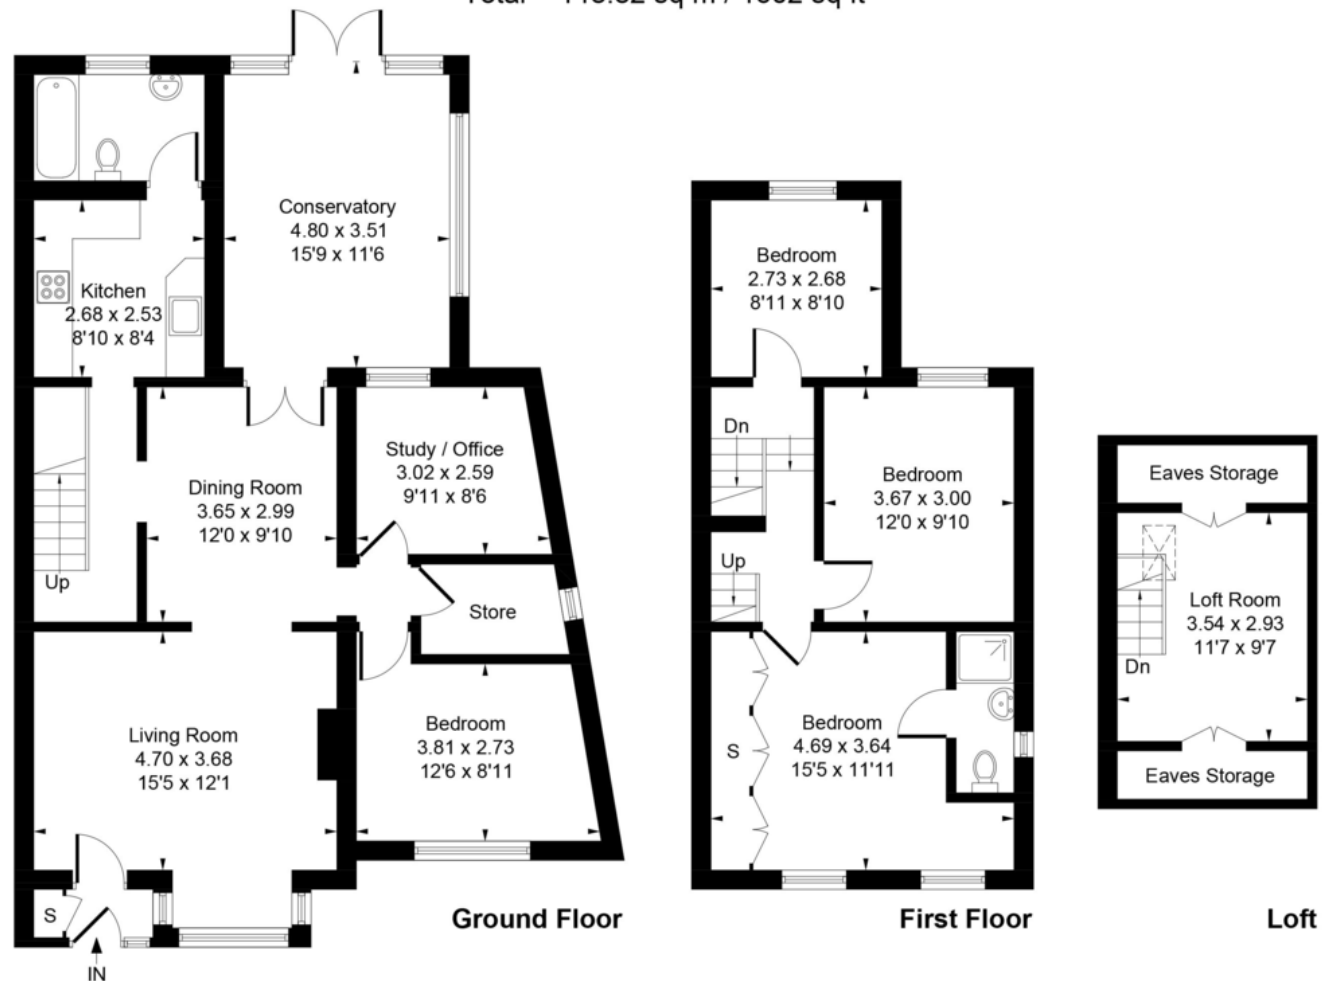 Conservatory
4.80 x 3.51
15'9 x 11'6
Kitchen
2.68 x 2.53
8'10 x 8'4
Study / Office
3.02 x 2.59
9'11 x 8'6
Dining Room
3.65 x 2.99
12'0 x 9'10
Up
Store
Living Room
4.70 x 3.68
15'5 x 12'1
Bedroom
3.81 x 2.73
12'6 x 8'11
S
IN
Ground Floor
Bedroom
2.73 x 2.68
8'11 x 8'10
Dn
Bedroom
3.67 x 3.00
12'0 x 9'10
Up
Bedroom
4.69 x 3.64
15'5 x 11'11
S
First Floor
Eaves Storage
Loft Room
3.54 x 2.93
11'7 x 9'7
Dn
Eaves Storage
Loft